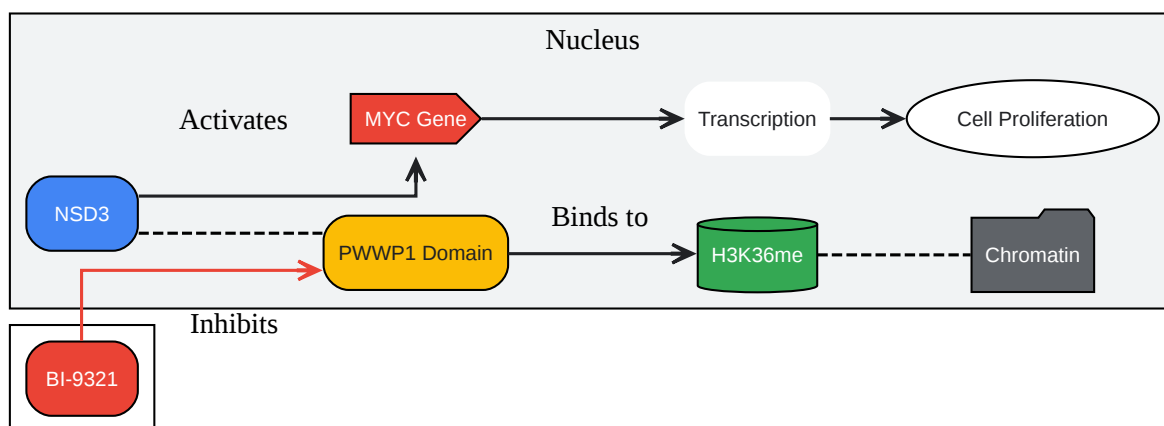 Nucleus
Activates
MYC Gene
Transcription
Cell Proliferation
NSD3
PWWP1 Domain
Binds to
H3K36me
Chromatin
Inhibits
BI-9321